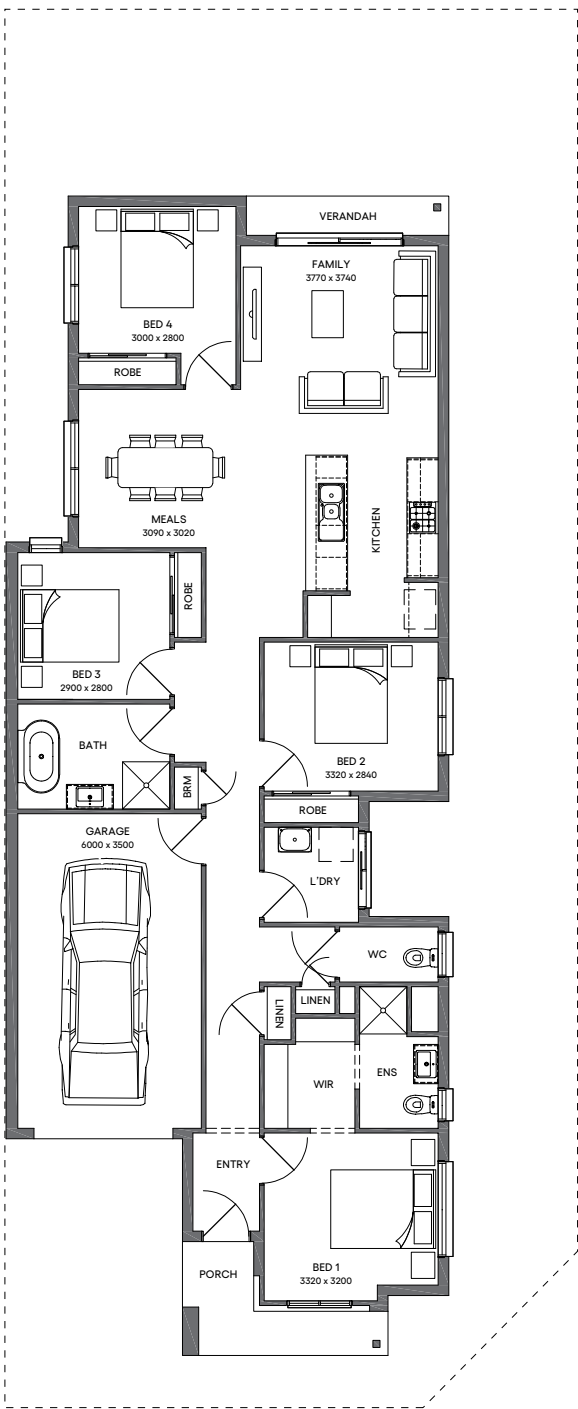 VERANDAH
FAMILY
3770 x 3740
BED 4
3000 x 2800
ROBE
MEALS
3090 x 3020
KITCHEN
ROBE
BED 3
2900 x 2800
BATH
BED 2
3320 x 2840
BRM
ROBE
GARAGE
6000 x 3500
L'DRY
WC
LINEN
LINEN
WIR
ENS
ENTRY
BED 1
3320 x 3200
PORCH